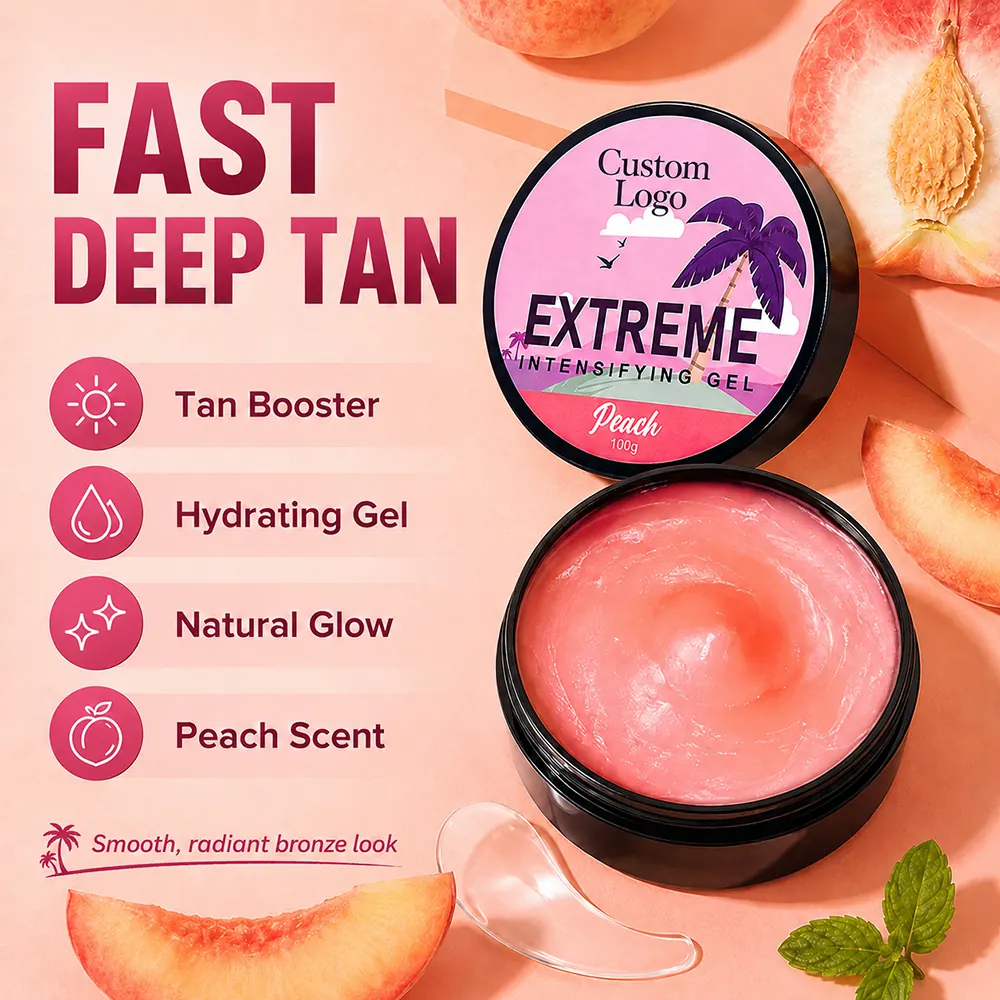 FAST
DEEP TAN
Tan Booster
Hydrating Gel
Natural Glow
Peach Scent
Smooth, radiant bronze look
Custom
Logo
EXTREME
INTENSIFYING GEL
Peach
100g